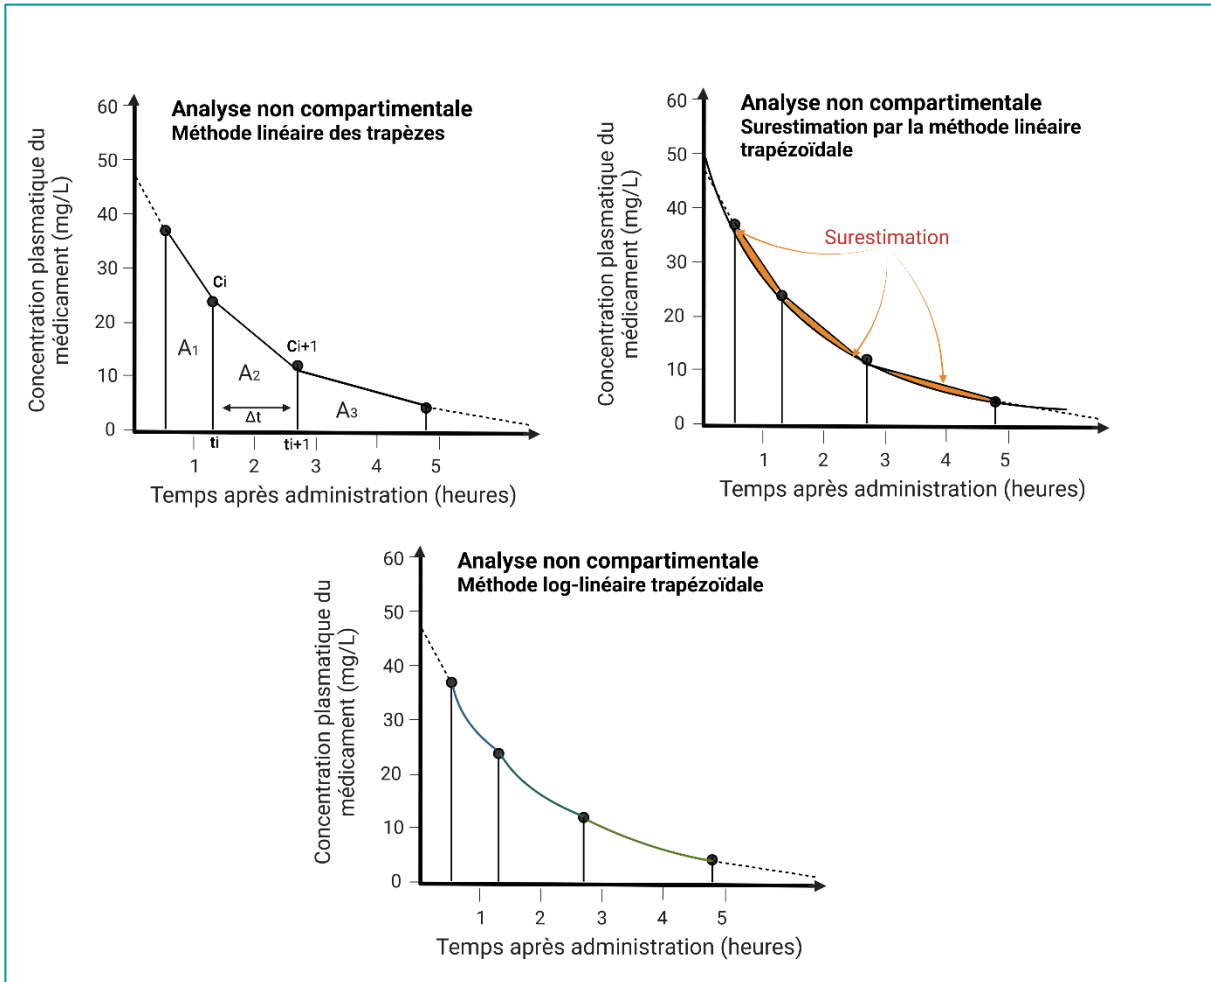 Analyse non compartimentale
Méthode linéaire des trapèzes
Concentration plasmatique du
médicament (mg/L)
60
50
40
30
20
10
0
Ci
Ci+1
A1
A2
A3
Δt
ti
ti+1
1
2
3
4
5
Temps après administration (heures)
Analyse non compartimentale
Surestimation par la méthode linéaire
trapézoïdale
Concentration plasmatique du
médicament (mg/L)
60
50
40
30
20
10
0
Surestimation
1
2
3
4
5
Temps après administration (heures)
Analyse non compartimentale
Méthode log-linéaire trapézoïdale
Concentration plasmatique du
médicament (mg/L)
60
50
40
30
20
10
0
1
2
3
4
5
Temps après administration (heures)